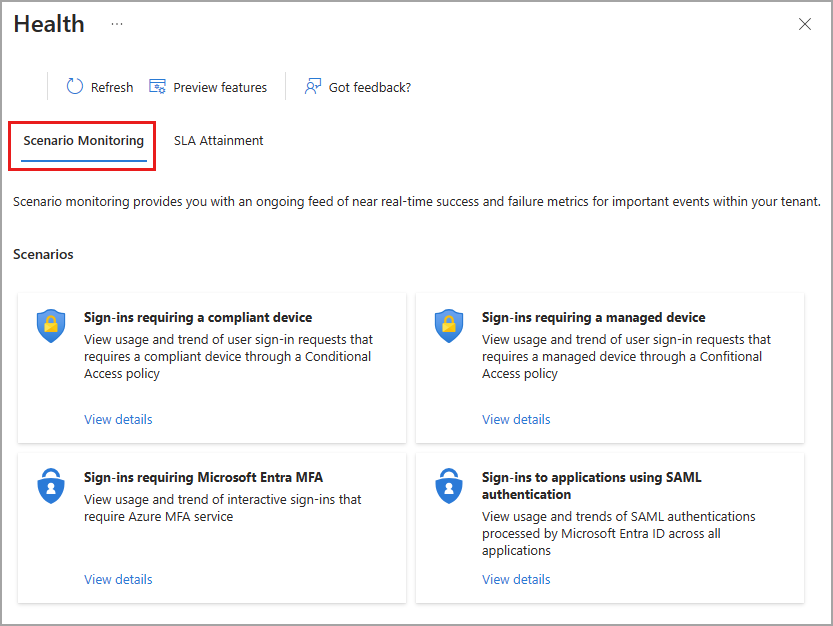 Health ...
Refresh Preview features Got feedback?
Scenario Monitoring SLA Attainment
Scenario monitoring provides you with an ongoing feed of near real-time success and failure metrics for important events within your tenant.
Scenarios
Sign-ins requiring a compliant device
View usage and trend of user sign-in requests that
requires a compliant device through a Conditional
Access policy
View details
Sign-ins requiring a managed device
View usage and trend of user sign-in requests that
requires a managed device through a Confitional
Access policy
View details
Sign-ins requiring Microsoft Entra MFA
View usage and trend of interactive sign-ins that
require Azure MFA service
View details
Sign-ins to applications using SAML
authentication
View usage and trends of SAML authentications
processed by Microsoft Entra ID across all
applications
View details